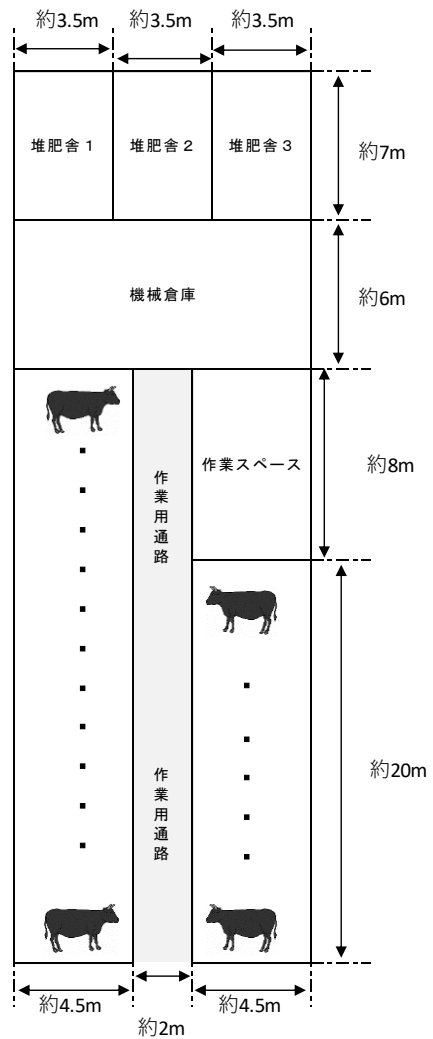 約3.5m 約3.5m 約3.5m
堆肥舎１ 堆肥舎２ 堆肥舎３
約7m
機械倉庫
約6m
作業用通路
作業スペース
約8m
作業用通路
約20m
約4.5m 約4.5m
約2m